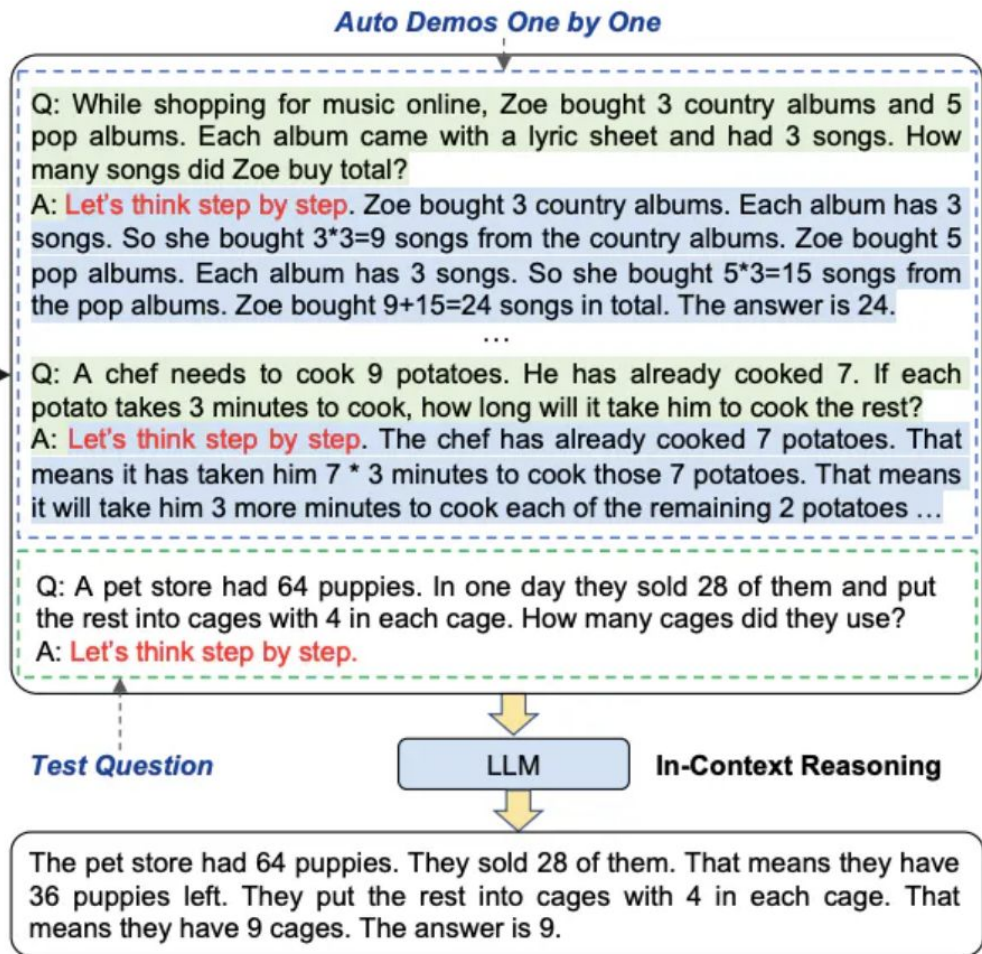 Auto Demos One by One
Q: While shopping for music online, Zoe bought 3 country albums and 5
pop albums. Each album came with a lyric sheet and had 3 songs. How
many songs did Zoe buy total?
A: Let's think step by step. Zoe bought 3 country albums. Each album has 3
songs. So she bought 3*3=9 songs from the country albums. Zoe bought 5
pop albums. Each album has 3 songs. So she bought 5*3=15 songs from
the pop albums. Zoe bought 9+15=24 songs in total. The answer is 24.
...
Q: A chef needs to cook 9 potatoes. He has already cooked 7. If each
potato takes 3 minutes to cook, how long will it take him to cook the rest?
A: Let's think step by step. The chef has already cooked 7 potatoes. That
means it has taken him 7 * 3 minutes to cook those 7 potatoes. That means
it will take him 3 more minutes to cook each of the remaining 2 potatoes ...
Q: A pet store had 64 puppies. In one day they sold 28 of them and put
the rest into cages with 4 in each cage. How many cages did they use?
A: Let's think step by step.
Test Question
LLM
In-Context Reasoning
The pet store had 64 puppies. They sold 28 of them. That means they have
36 puppies left. They put the rest into cages with 4 in each cage. That
means they have 9 cages. The answer is 9.